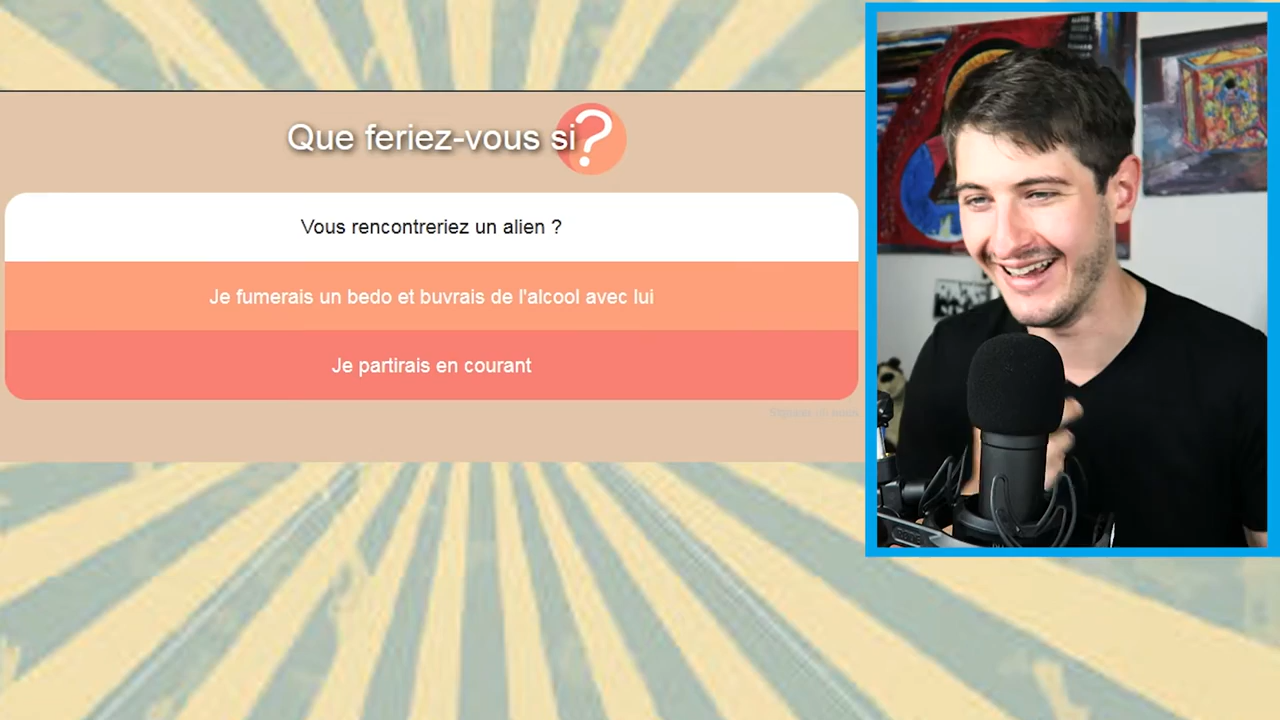 Que feriez-vous si?
Vous rencontreriez un alien ?
Je fumerais un bedo et buvrais de l'alcool avec lui
Je partirais en courant